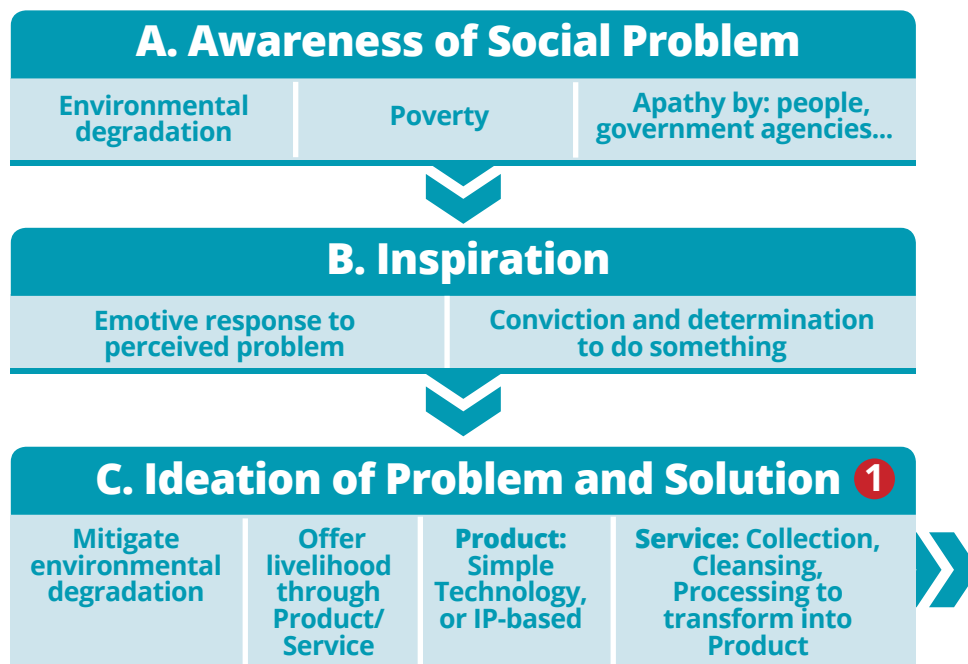 A. Awareness of Social Problem
Environmental
degradation
Poverty
Apathy by: people,
government agencies...
B. Inspiration
Emotive response to
perceived problem
Conviction and determination
to do something
C. Ideation of Problem and Solution 1
Mitigate
environmental
degradation
Offer
livelihood
through
Product/
Service
Product:
Simple
Technology,
or IP-based
Service: Collection,
Cleansing,
Processing to
transform into
Product